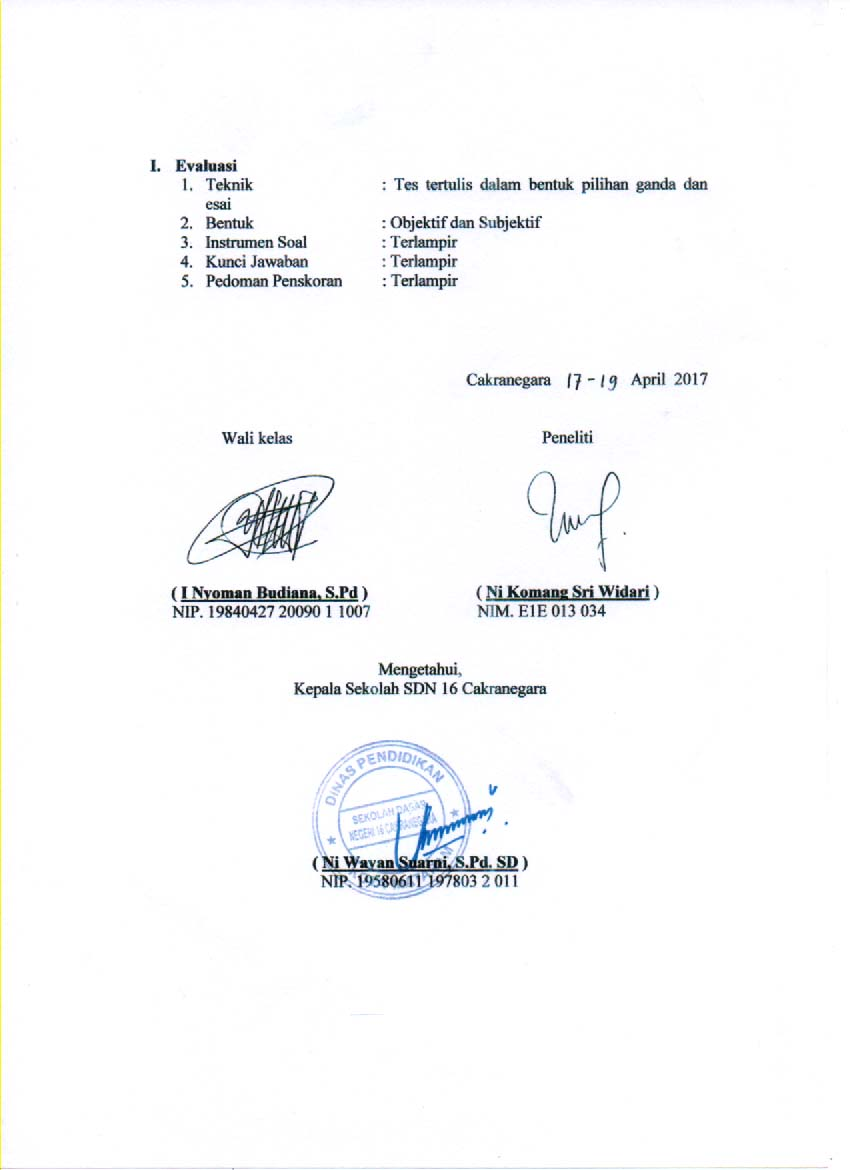 I. Evaluasi
1. Teknik : Tes tertulis dalam bentuk pilihan ganda dan
esai
2. Bentuk : Objektif dan Subjektif
3. Instrumen Soal : Terlampir
4. Kunci Jawaban : Terlampir
5. Pedoman Penskoran : Terlampir
Cakranegara 17-19 April 2017
Wali kelas Peneliti
( I Nyoman Budiana, S.Pd ) ( Ni Komang Sri Widari )
NIP. 19840427 20090 1 1007 NIM. E1E 013 034
Mengetahui,
Kepala Sekolah SDN 16 Cakranegara
DINAS PENDIDIKAN
SEKOLAH DASAR
NEGERI 16 CAKRANEGARA
( Ni Wayan Suarni, S.Pd. SD )
NIP. 19580611 197803 2 011